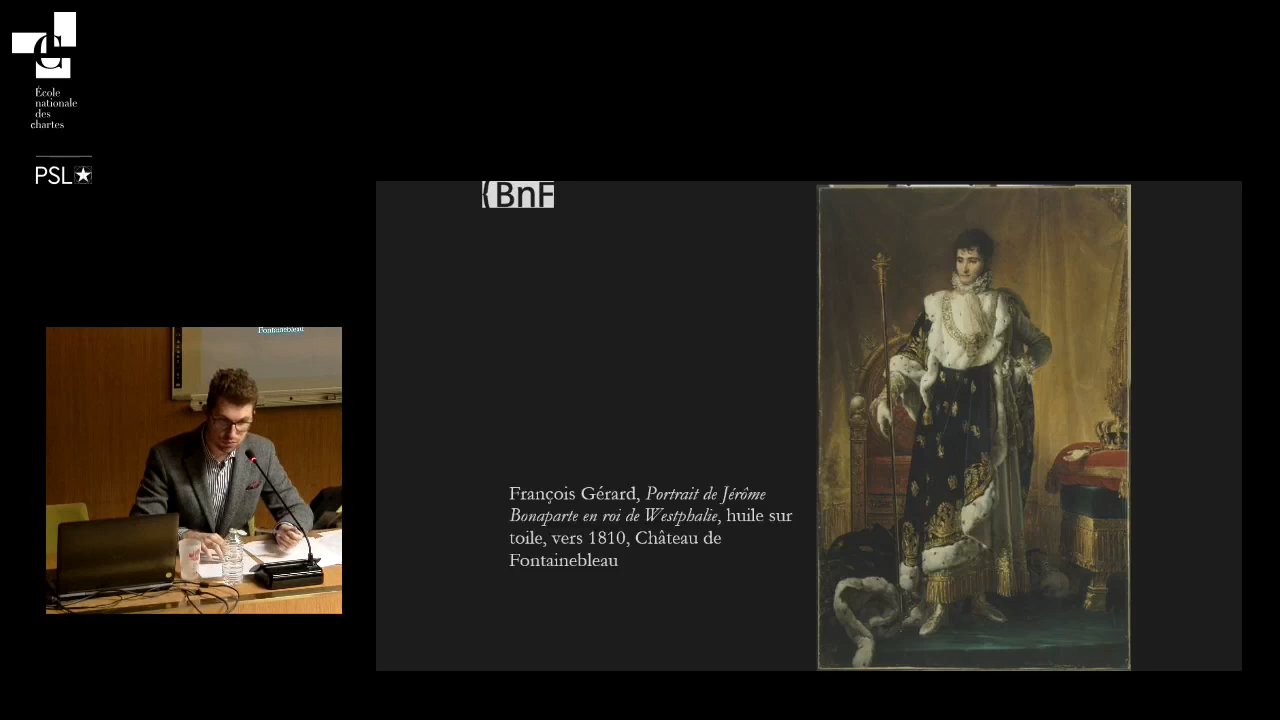 École
nationale
des
chartes
PSL
BnF
Fontainebleau
François Gérard, Portrait de Jérôme
Bonaparte en roi de Westphalie, huile sur
toile, vers 1810, Château de
Fontainebleau